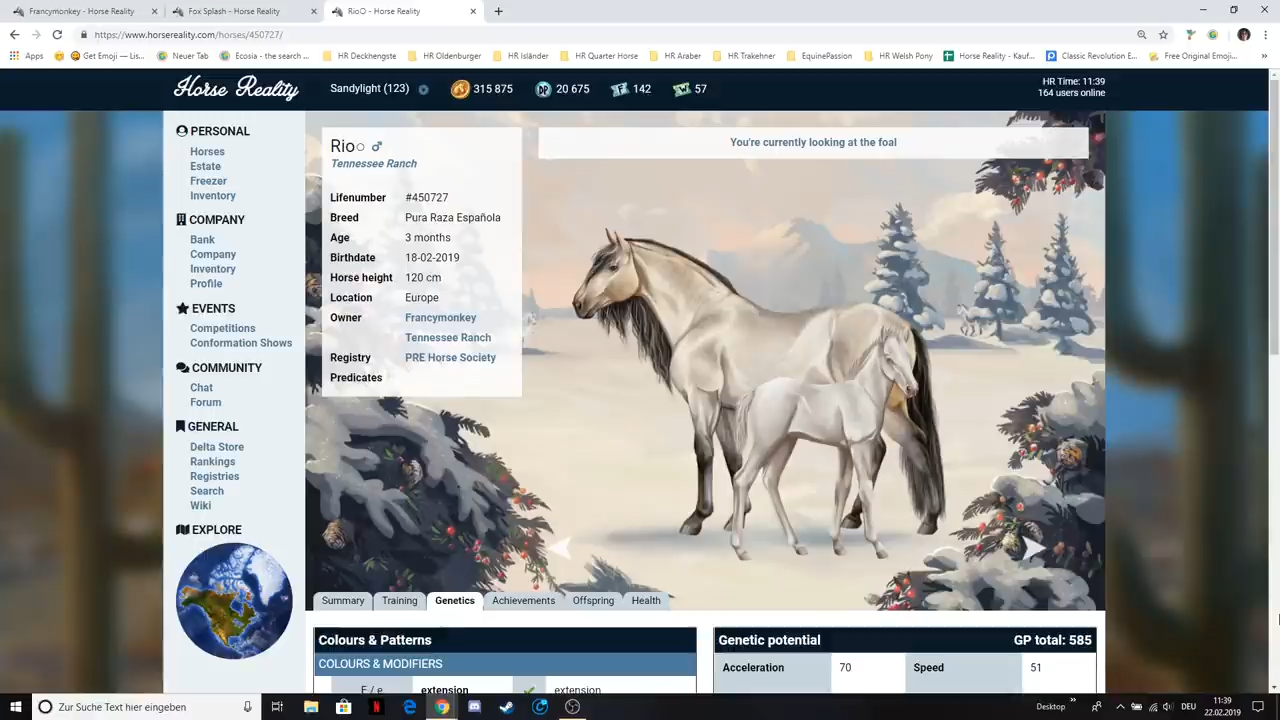 Francymonkey - Horse Reality
Fox Splash - Horse Reality
Rio○ - Horse Reality
https://www.horsereality.com/horses/450727/
Apps
Get Emoji — Lis...
Neuer Tab
Ecosia - the search ...
HR Deckhengste
HR Oldenburger
HR Isländer
HR Quarter Horse
HR Araber
HR Trakehner
EquinePassion
HR Welsh Pony
Horse Reality - Kauf...
Classic Revolution E...
Free Original Emoji...
Horse Reality
Sandylight (123)
315 875
20 675
142
57
HR Time: 11:39
164 users online
PERSONAL
Horses
Estate
Freezer
Inventory
COMPANY
Bank
Company
Inventory
Profile
EVENTS
Competitions
Conformation Shows
COMMUNITY
Chat
Forum
GENERAL
Delta Store
Rankings
Registries
Search
Wiki
EXPLORE
Rio○ ♂
Tennessee Ranch
Lifenumber #450727
Breed Pura Raza Española
Age 3 months
Birthdate 18-02-2019
Horse height 120 cm
Location Europe
Owner Francymonkey
Tennessee Ranch
Registry PRE Horse Society
Predicates
You're currently looking at the foal
Summary
Training
Genetics
Achievements
Offspring
Health
Colours & Patterns
COLOURS & MODIFIERS
E / e extension extension
Genetic potential GP total: 585
Acceleration 70 Speed 51
Zur Suche Text hier eingeben
Desktop
DEU
11:39
22.02.2019